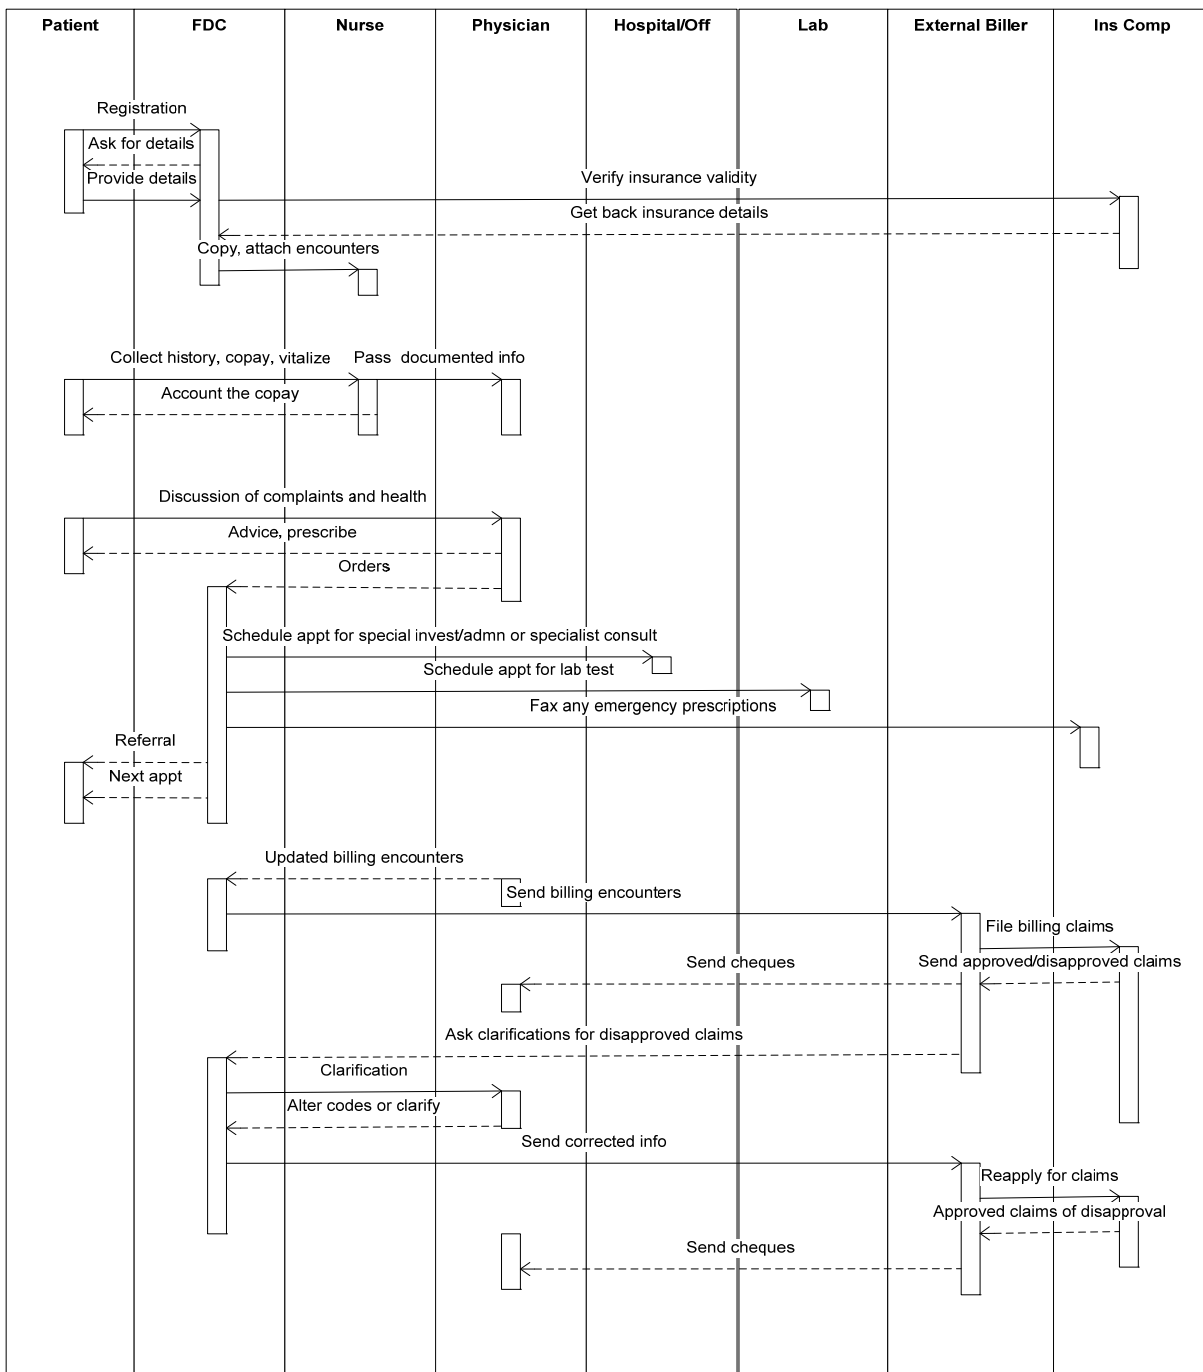 Patient FDC Nurse Physician Hospital/Off Lab External Biller Ins Comp
Registration
Ask for details
Provide details Verify insurance validity
Get back insurance details
Copy, attach encounters
Collect history, copay, vitalize Pass documented info
Account the copay
Discussion of complaints and health
Advice, prescribe
Orders
Schedule appt for special invest/admn or specialist consult
Schedule appt for lab test
Fax any emergency prescriptions
Referral
Next appt
Updated billing encounters
Send billing encounters
File billing claims
Send cheques Send approved/disapproved claims
Ask clarifications for disapproved claims
Clarification
Alter codes or clarify
Send corrected info
Reapply for claims
Approved claims of disapproval
Send cheques